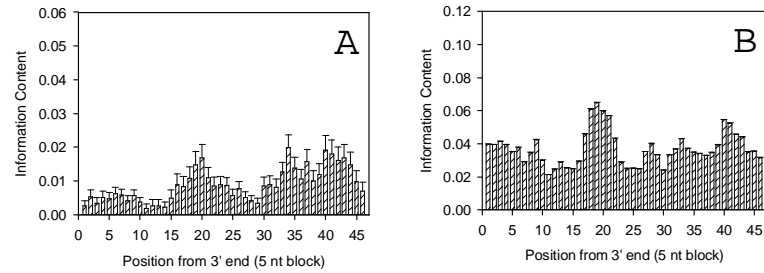 A
Information Content
0.06
0.05
0.04
0.03
0.02
0.01
0.00
0 5 10 15 20 25 30 35 40 45
Position from 3' end (5 nt block)
B
Information Content
0.12
0.10
0.08
0.06
0.04
0.02
0.00
0 5 10 15 20 25 30 35 40 45
Position from 3' end (5 nt block)